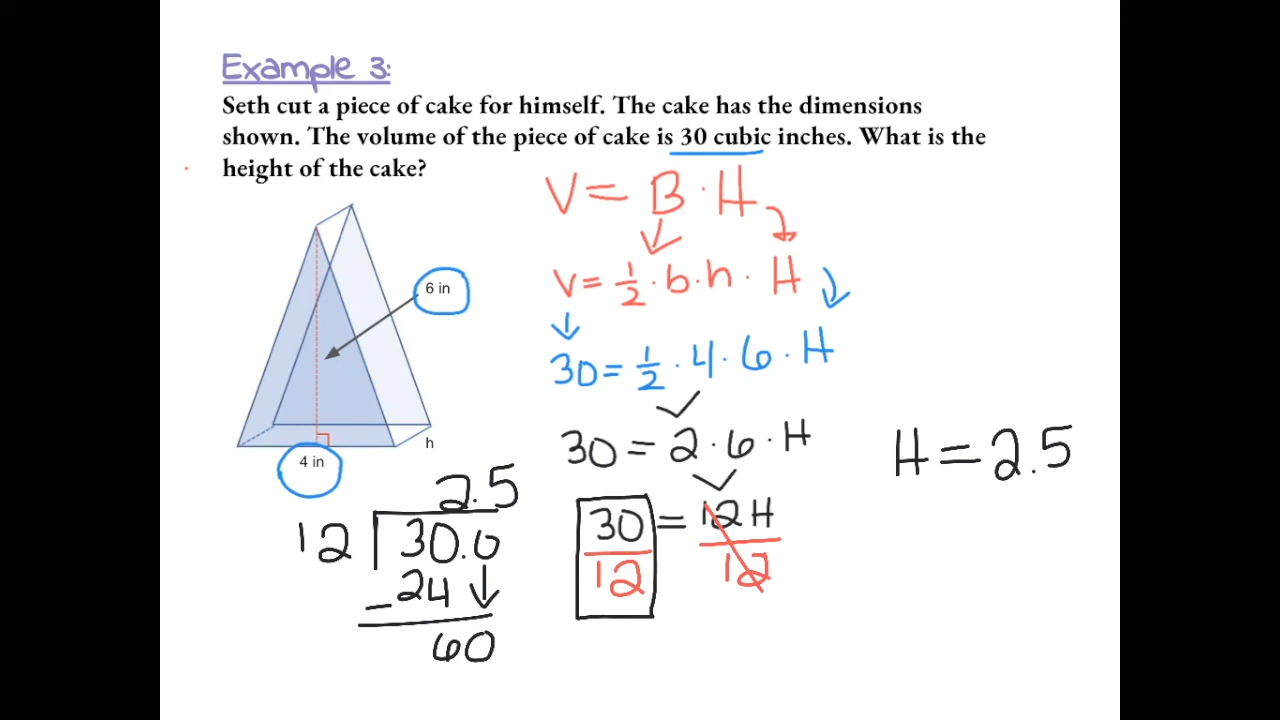 Example 3:
Seth cut a piece of cake for himself. The cake has the dimensions
shown. The volume of the piece of cake is 30 cubic inches. What is the
height of the cake?
V = B · H
V = 1/2 · b · h · H
30 = 1/2 · 4 · 6 · H
30 = 2 · 6 · H
30 = 12H
12 12
H = 2.5
6 in
h
4 in
2.5
12 30.0
- 24
60